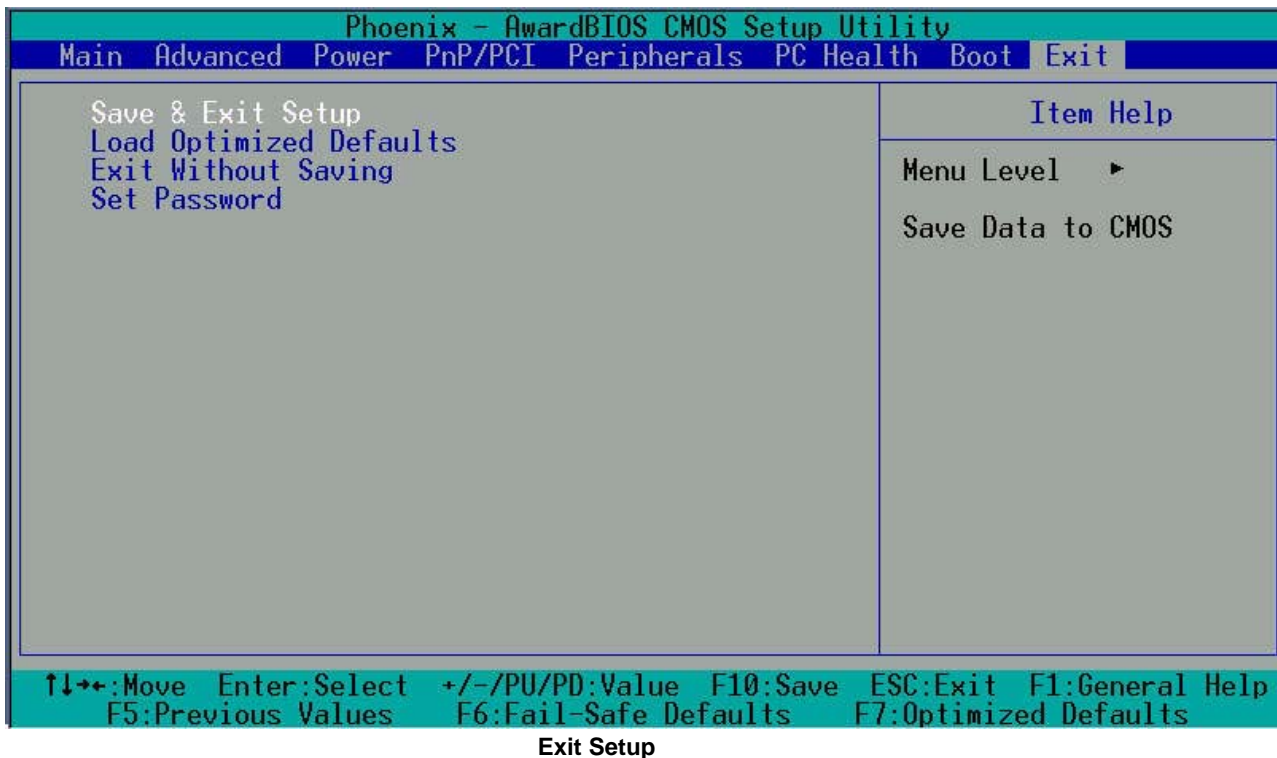 Phoenix - AwardBIOS CMOS Setup Utility
Main Advanced Power PnP/PCI Peripherals PC Health Boot Exit
Save & Exit Setup
Load Optimized Defaults
Exit Without Saving
Set Password
Item Help
Menu Level ►
Save Data to CMOS
↑↓→←:Move Enter:Select +/-/PU/PD:Value F10:Save ESC:Exit F1:General Help
F5:Previous Values F6:Fail-Safe Defaults F7:Optimized Defaults
Exit Setup